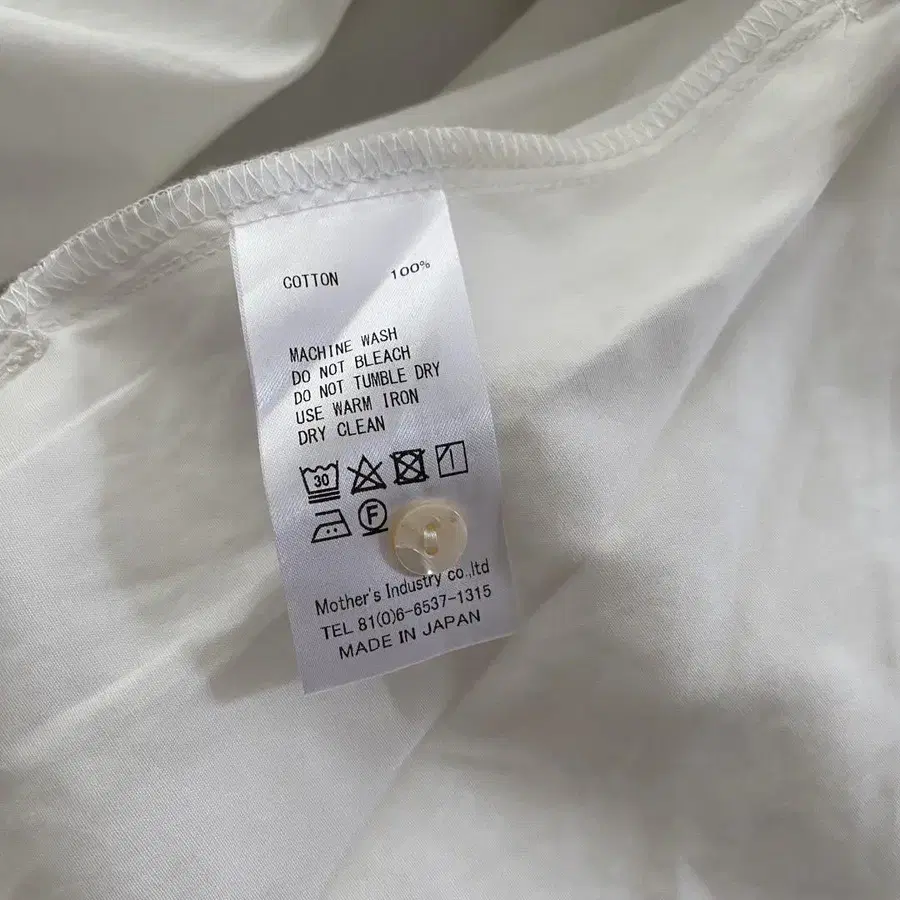 COTTON 100%
MACHINE WASH
DO NOT BLEACH
DO NOT TUMBLE DRY
USE WARM IRON
DRY CLEAN
30
F
Mother's Industry co.,ltd
TEL 81(0)6-6537-1315
MADE IN JAPAN